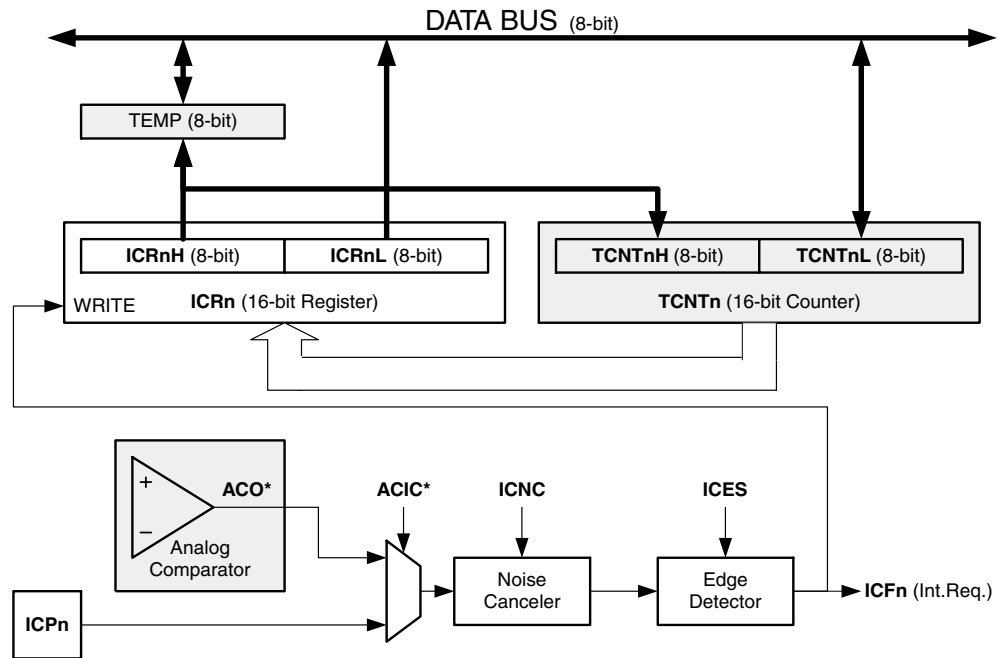 DATA BUS (8-bit)
TEMP (8-bit)
ICRnH (8-bit)
ICRnL (8-bit)
TCNTnH (8-bit)
TCNTnL (8-bit)
WRITE
ICRn (16-bit Register)
TCNTn (16-bit Counter)
+
−
ACO*
Analog
Comparator
ACIC*
ICNC
ICES
Noise
Canceler
Edge
Detector
ICFn (Int.Req.)
ICPn